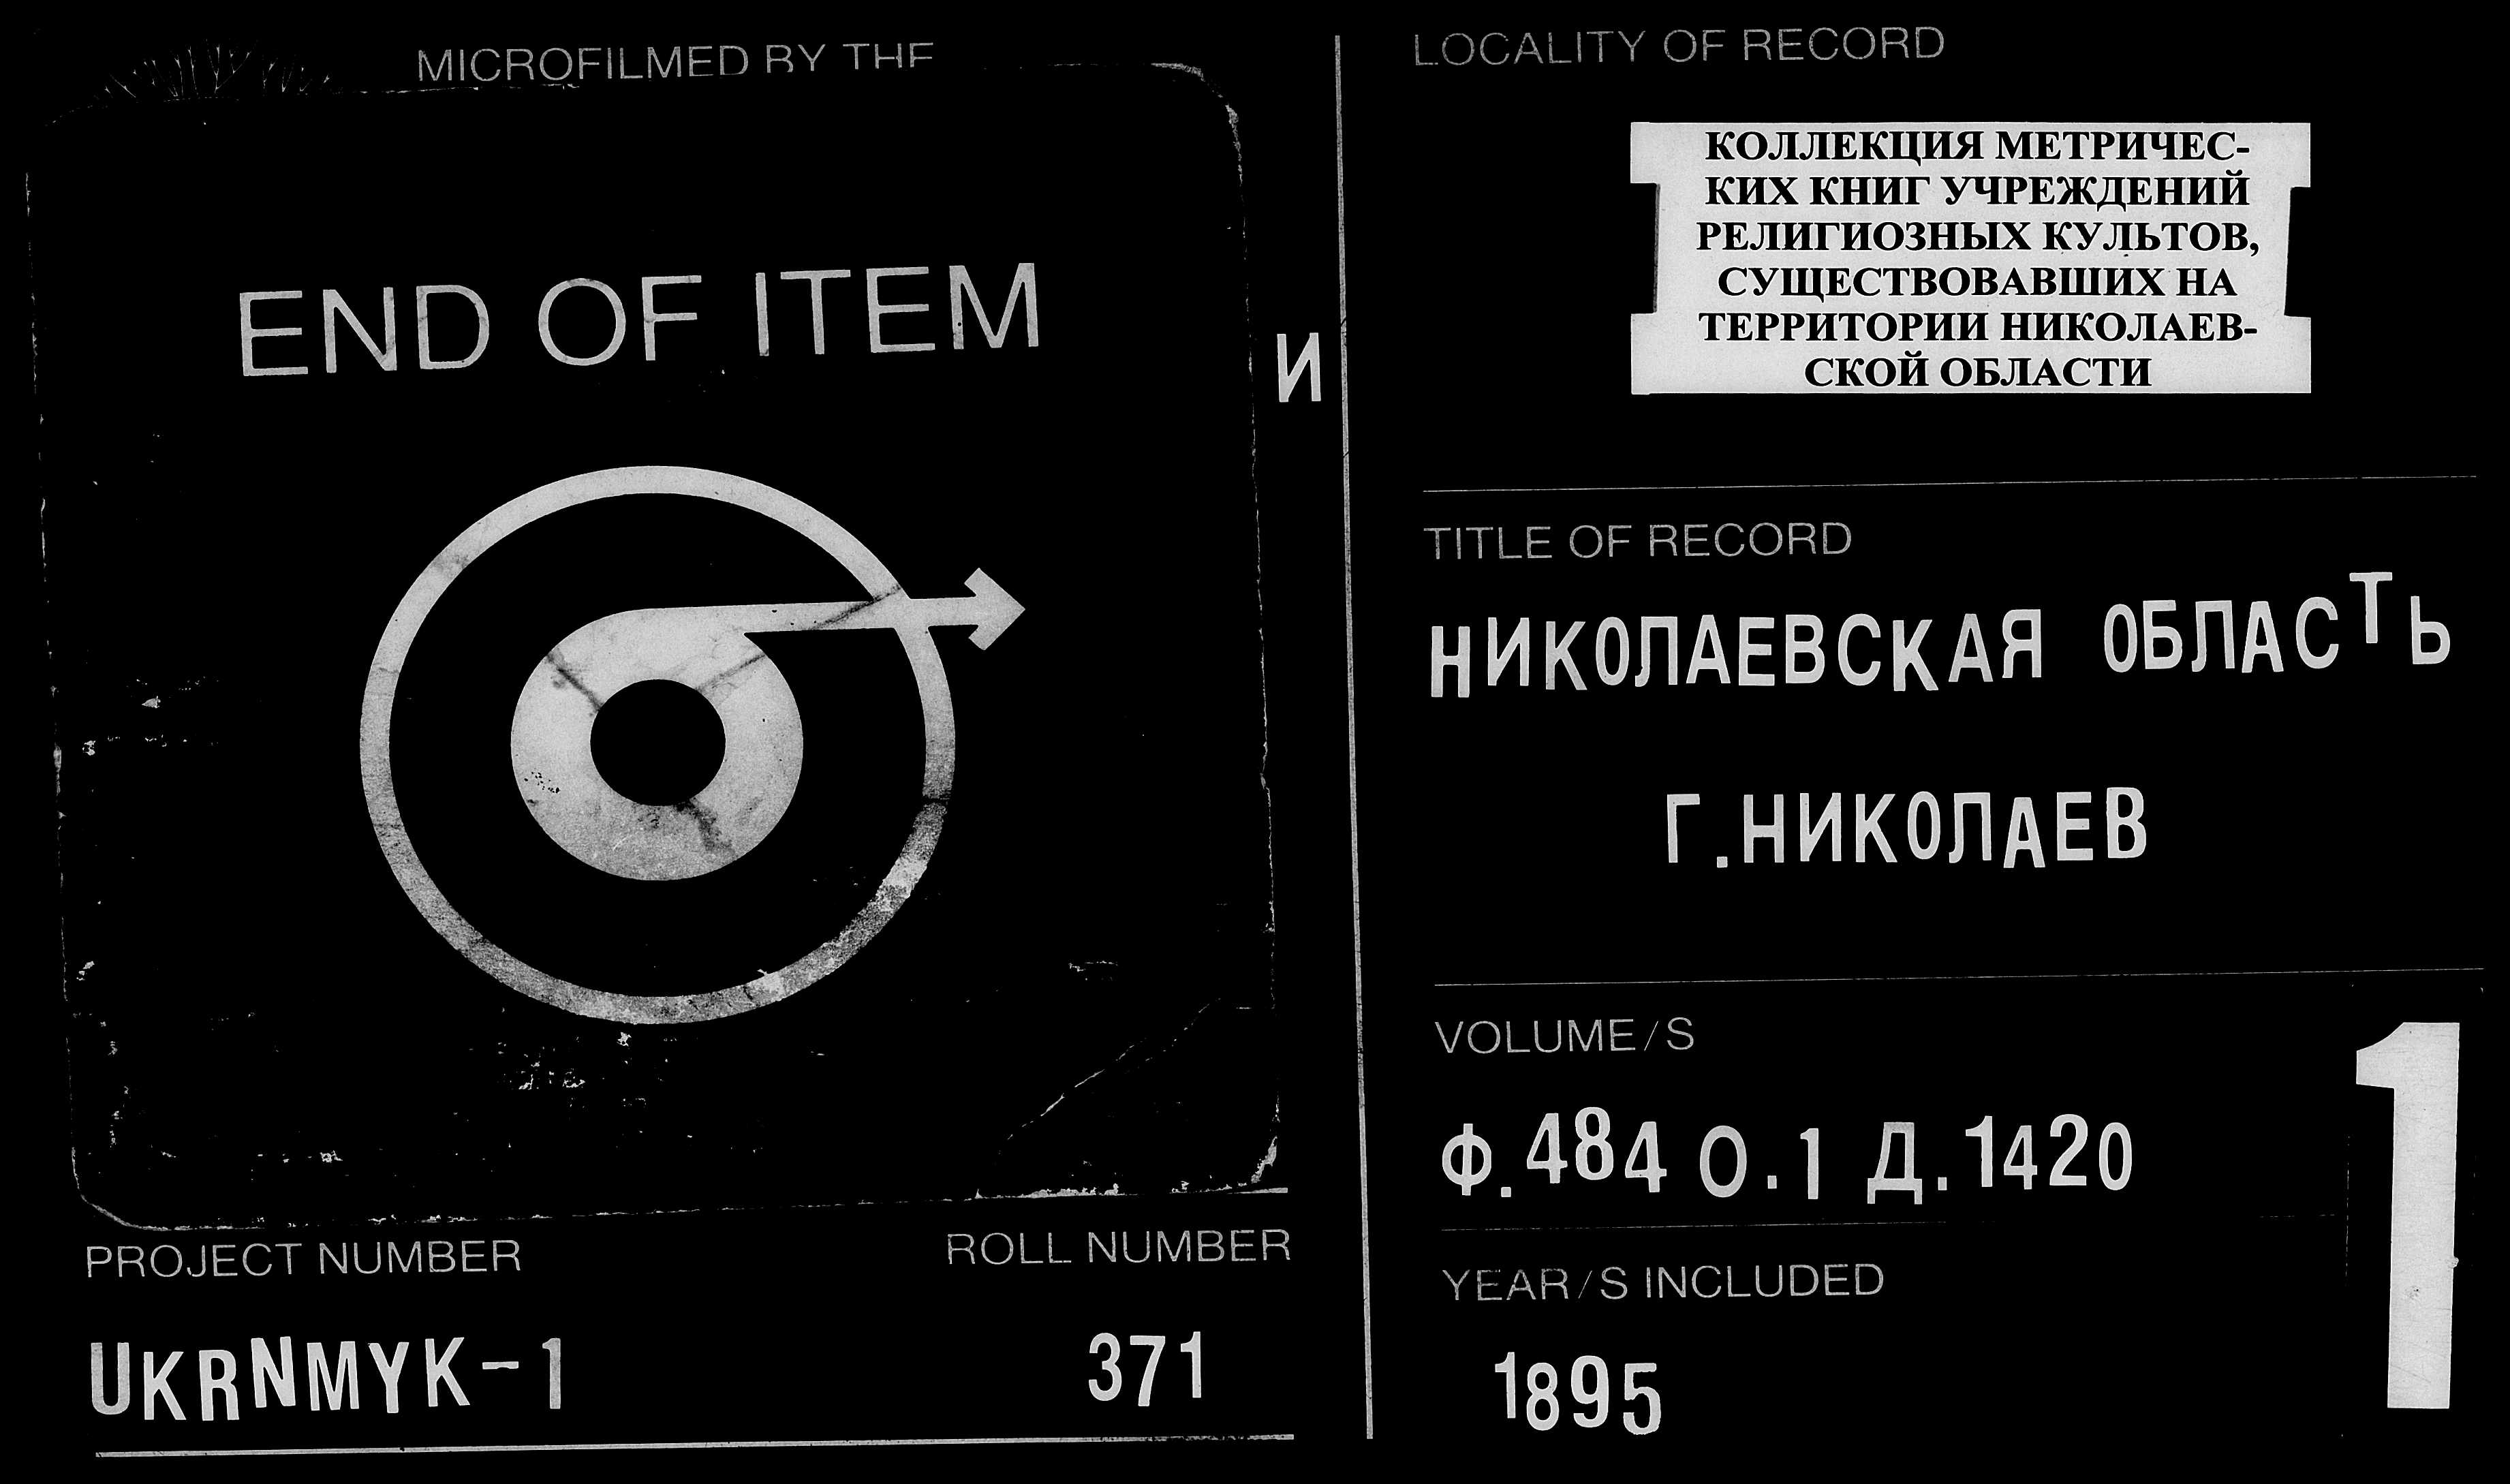 MICROFILMED BY THE
END OF ITEM
И
PROJECT NUMBER
UKRNMYK-1
ROLL NUMBER
371
LOCALITY OF RECORD
КОЛЛЕКЦИЯ МЕТРИЧЕС-
КИХ КНИГ УЧРЕЖДЕНИЙ
РЕЛИГИОЗНЫХ КУЛЬТОВ,
СУЩЕСТВОВАВШИХ НА
ТЕРРИТОРИИ НИКОЛАЕВ-
СКОЙ ОБЛАСТИ
TITLE OF RECORD
НИКОЛАЕВСКАЯ ОБЛАСТЬ
Г.НИКОЛАЕВ
VOLUME/S
Ф.484 О.1 Д.1420
1
YEAR/S INCLUDED
1895